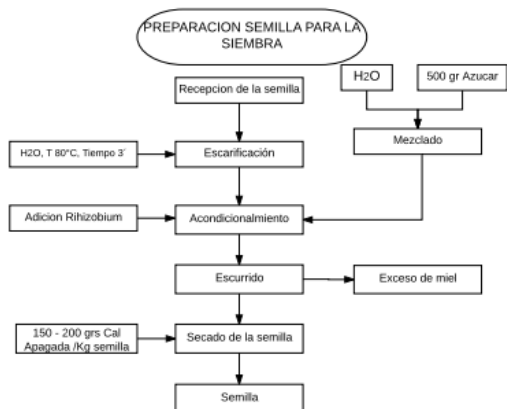 PREPARACION SEMILLA PARA LA
SIEMBRA
H2O
500 gr Azucar
Recepcion de la semilla
Mezclado
H2O, T 80°C, Tiempo 3´
Escarificación
Adicion Rihizobium
Acondicionalmiento
Escurrido
Exceso de miel
150 - 200 grs Cal
Apagada /Kg semilla
Secado de la semilla
Semilla